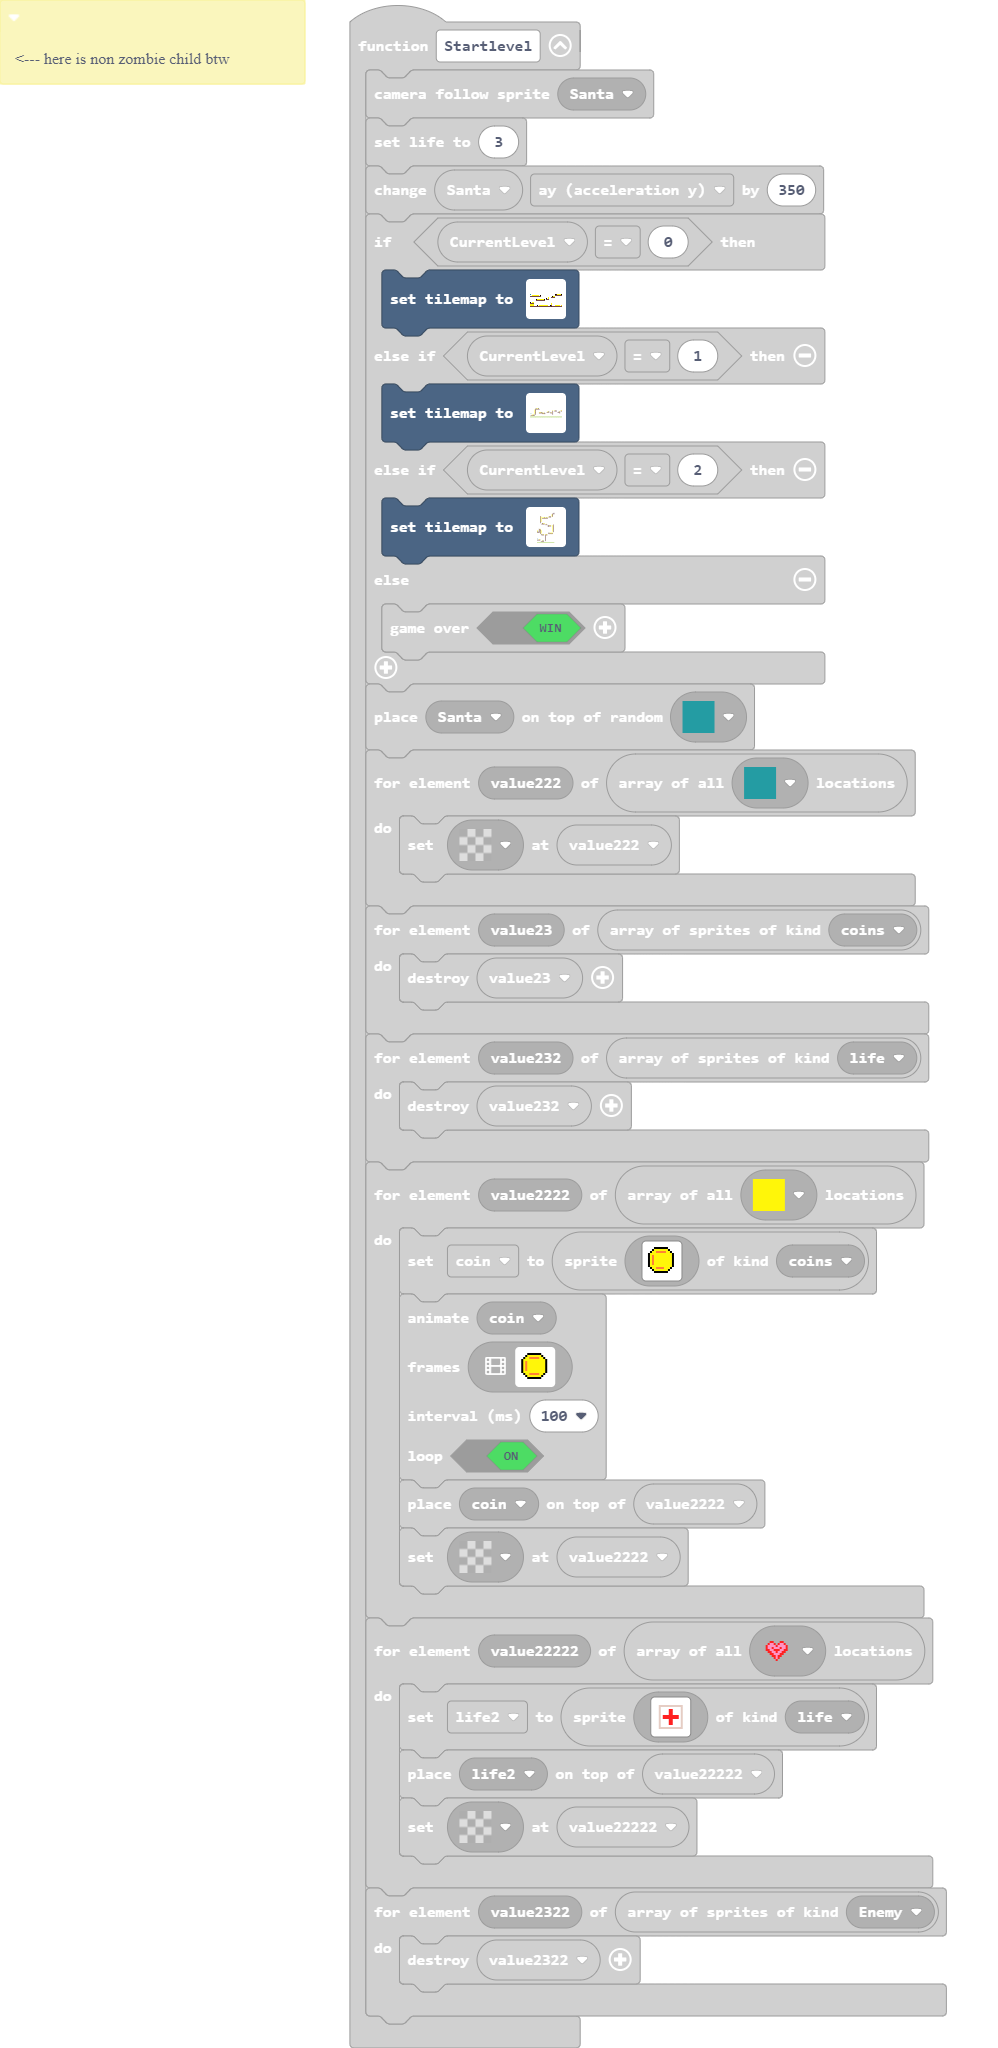 <--- here is non zombie child btw
function Startlevel
camera follow sprite Santa
set life to 3
change Santa ay (acceleration y) by 350
if CurrentLevel = 0 then
set tilemap to
else if CurrentLevel = 1 then
set tilemap to
else if CurrentLevel = 2 then
set tilemap to
else
game over WIN
place Santa on top of random
for element value222 of array of all locations
do
set at value222
for element value23 of array of sprites of kind coins
do
destroy value23
for element value232 of array of sprites of kind life
do
destroy value232
for element value2222 of array of all locations
do
set coin to sprite of kind coins
animate coin
frames
interval (ms) 100
loop ON
place coin on top of value2222
set at value2222
for element value22222 of array of all locations
do
set life2 to sprite of kind life
place life2 on top of value22222
set at value22222
for element value2322 of array of sprites of kind Enemy
do
destroy value2322